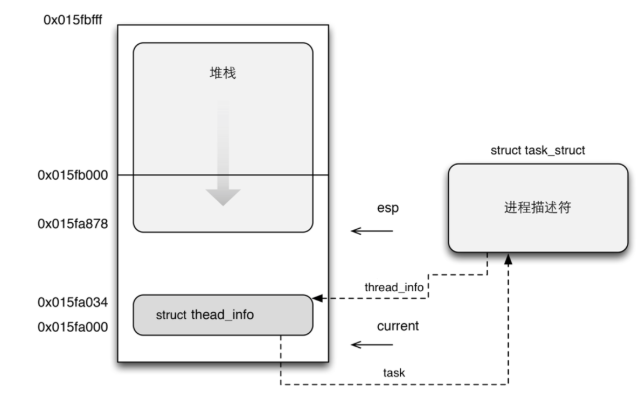 0x015fbfff
堆栈
struct task_struct
0x015fb000
进程描述符
esp
0x015fa878
thread_info
0x015fa034
struct thead_info
0x015fa000
current
task